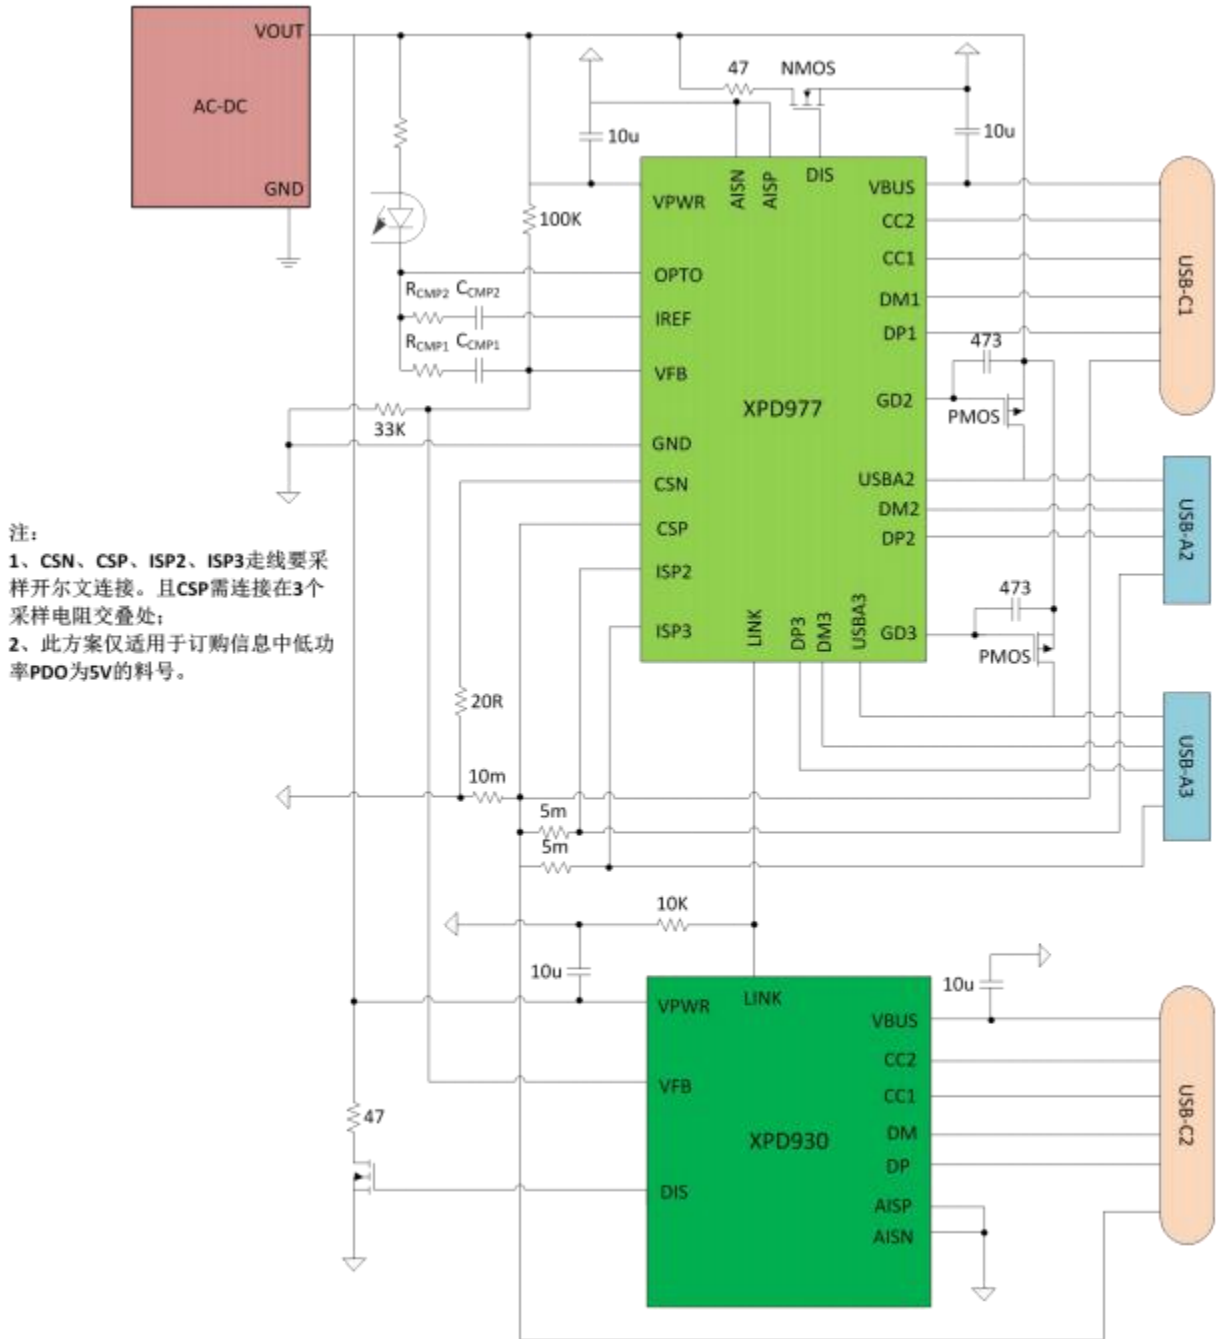 VOUT
AC-DC
GND
47
NMOS
10u
10u
100K
VPWR
AISN
AISP
DIS
VBUS
CC2
CC1
DM1
DP1
OPTO
IREF
VFB
GND
CSN
CSP
ISP2
ISP3
XPD977
GD2
USBA2
DM2
DP2
GD3
LINK
DP3
DM3
USBA3
RCMP2 CCMP2
RCMP1 CCMP1
33K
473
PMOS
473
PMOS
USB-C1
USB-A2
USB-A3
注：
1、CSN、CSP、ISP2、ISP3走线要采
样开尔文连接。且CSP需连接在3个
采样电阻交叠处；
2、此方案仅适用于订购信息中低功
率PDO为5V的料号。
20R
10m
5m
5m
10K
10u
10u
VPWR
LINK
VBUS
CC2
CC1
VFB
DM
XPD930
DP
DIS
AISP
AISN
47
USB-C2